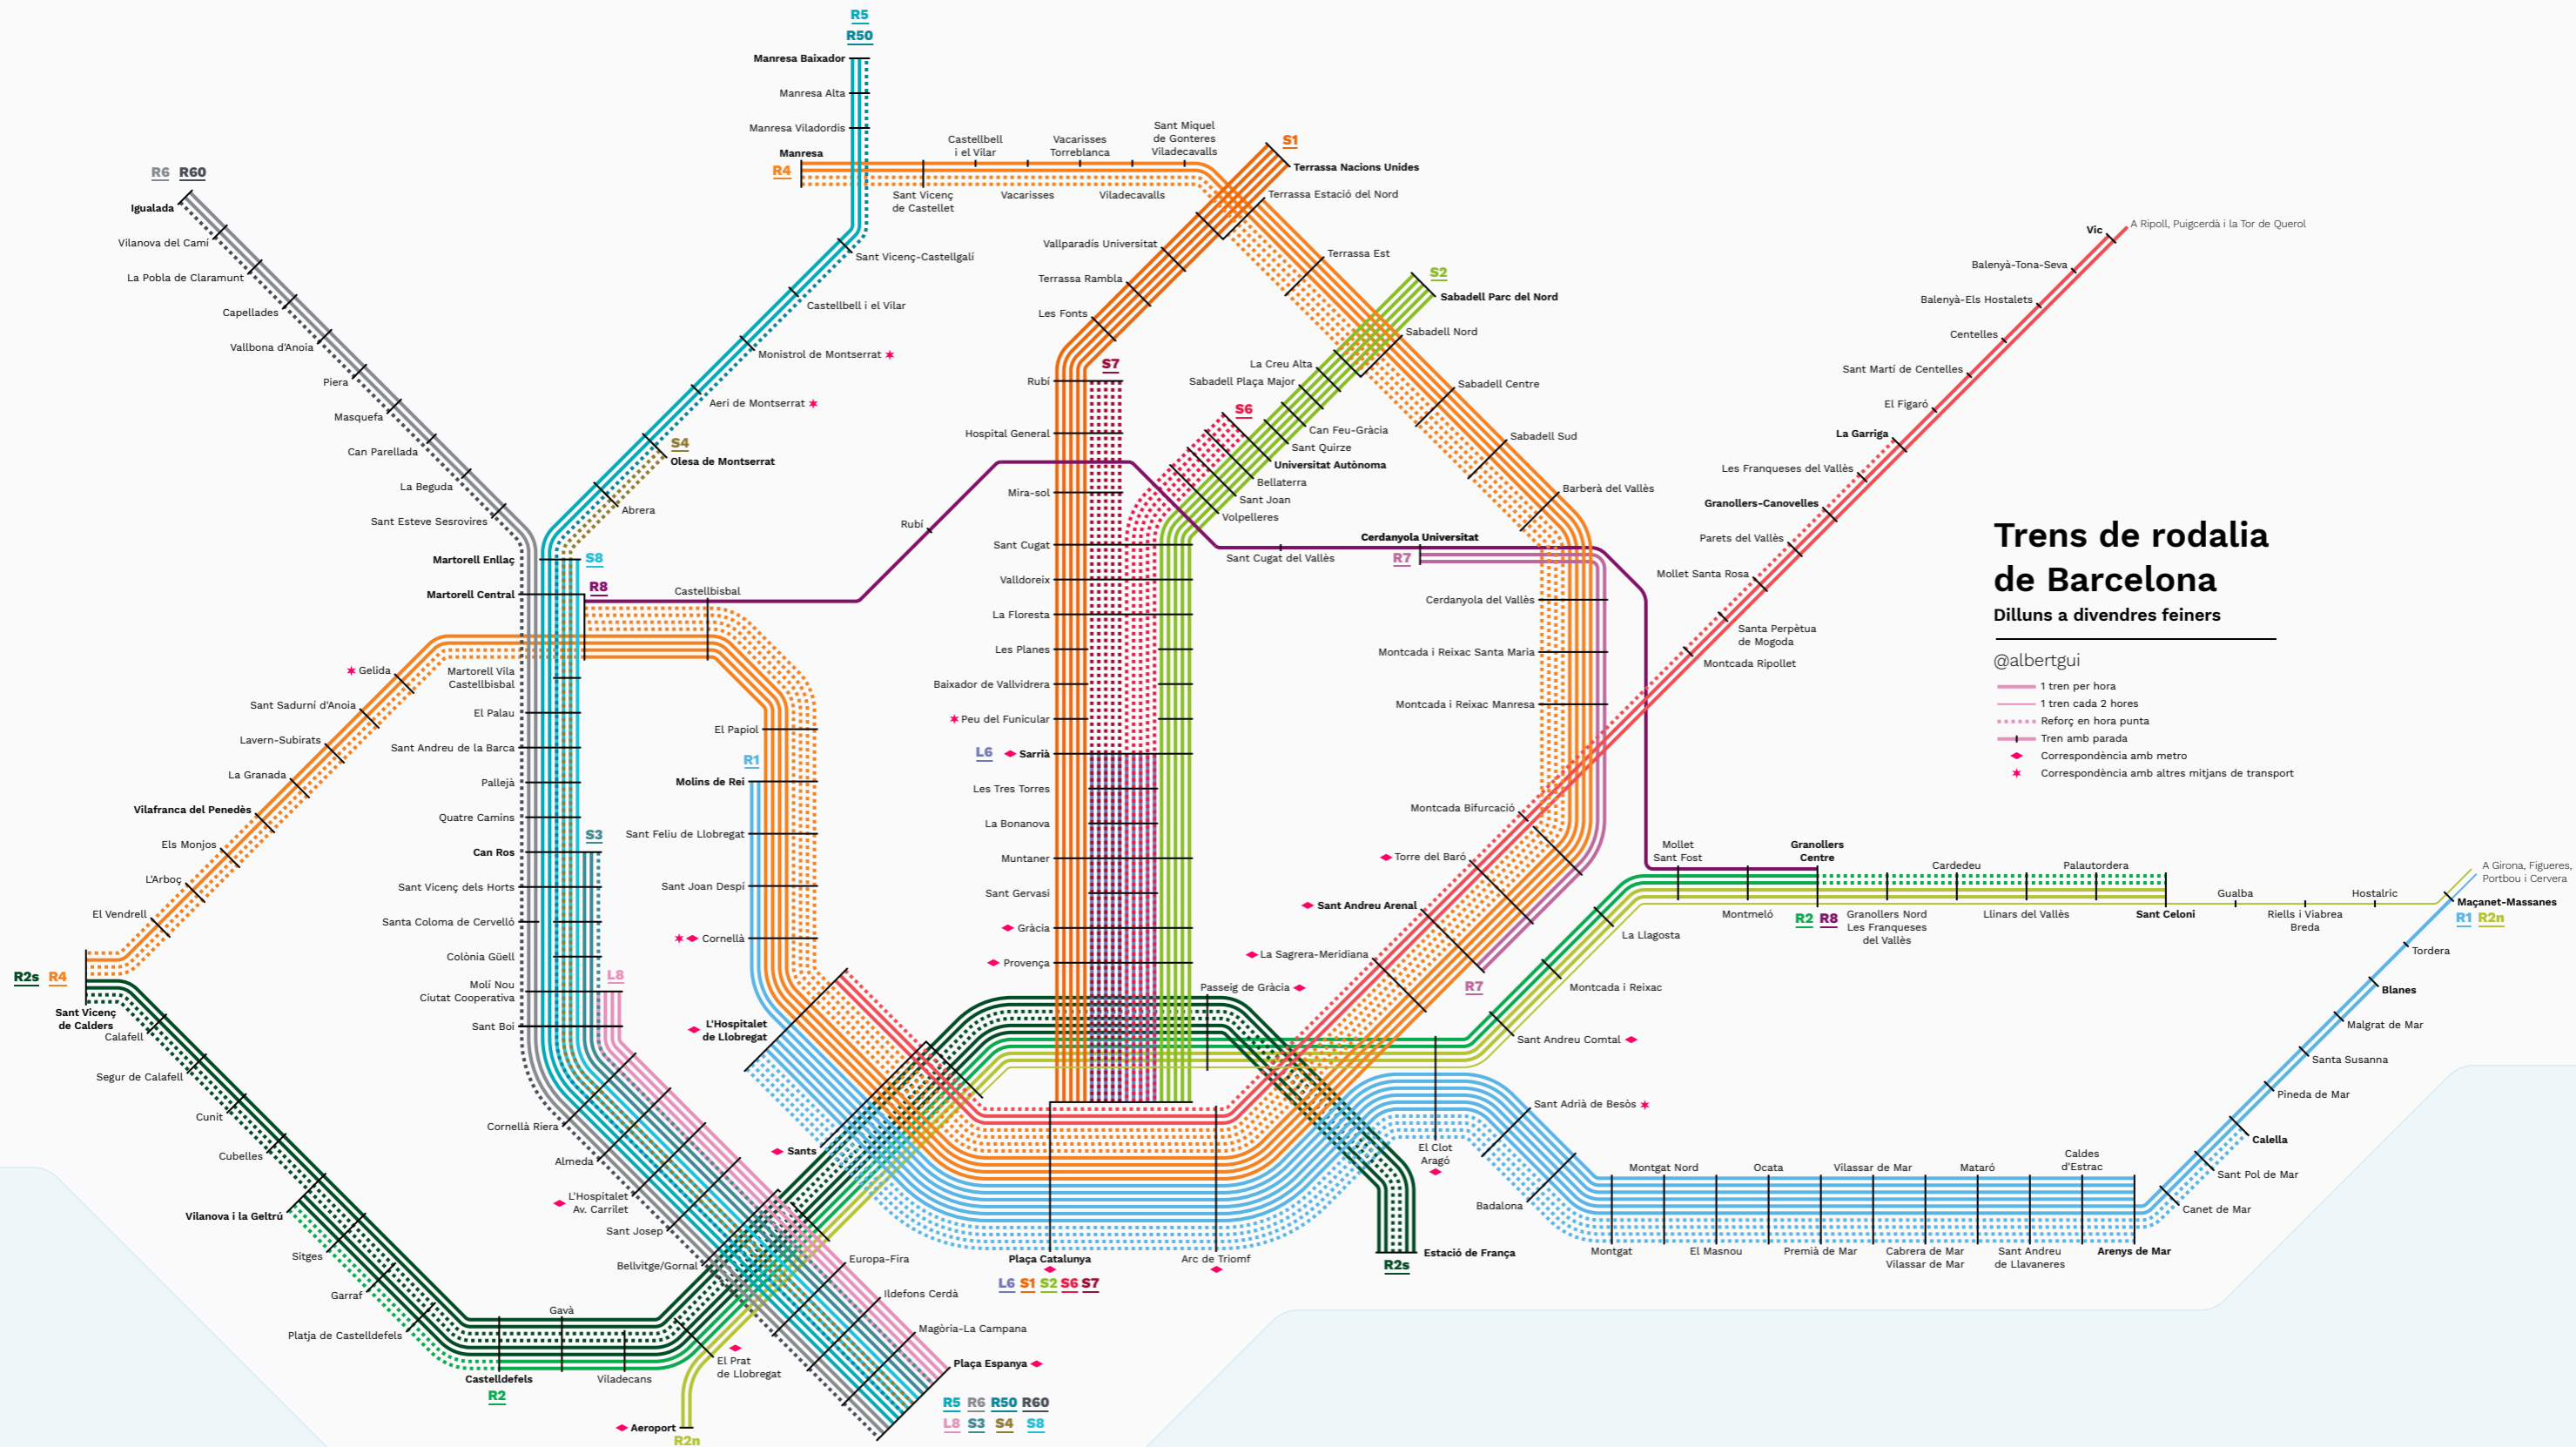 R5
R50
Manresa Baixador
Manresa Alta
Manresa Viladordis
Manresa
R4
Sant Vicenç
de Castellet
Castellbell
i el Vilar
Vacarisses
Vacarisses
Torreblanca
Viladecavalls
Sant Miquel
de Gonteres
Viladecavalls
S1
Terrassa Nacions Unides
Terrassa Estació del Nord
Vallparadís Universitat
Terrassa Rambla
Les Fonts
Terrassa Est
S2
Sabadell Parc del Nord
Sabadell Nord
La Creu Alta
Sabadell Plaça Major
Can Feu-Gràcia
Sant Quirze
Universitat Autònoma
Bellaterra
Sant Joan
Volpelleres
S6
S7
Sabadell Centre
Sabadell Sud
Barberà del Vallès
R6 R60
Igualada
Vilanova del Camí
La Pobla de Claramunt
Capellades
Vallbona d'Anoia
Piera
Masquefa
Can Parellada
La Beguda
Sant Esteve Sesrovires
Martorell Enllaç
S8
Martorell Central
R8
Sant Vicenç-Castellgalí
Castellbell i el Vilar
Monistrol de Montserrat
Aeri de Montserrat
S4
Olesa de Montserrat
Abrera
Castellbisbal
Rubí
Rubí
Hospital General
Mira-sol
Sant Cugat
Valldoreix
La Floresta
Les Planes
Baixador de Vallvidrera
Peu del Funicular
L6
Sarrià
Les Tres Torres
La Bonanova
Muntaner
Sant Gervasi
Gràcia
Provença
Sant Cugat del Vallès
Cerdanyola Universitat
R7
Cerdanyola del Vallès
Montcada i Reixac Santa Maria
Montcada i Reixac Manresa
Montcada Bifurcació
Torre del Baró
Sant Andreu Arenal
La Sagrera-Meridiana
R7
A Ripoll, Puigcerdà i la Tor de Querol
Vic
Balenyà-Tona-Seva
Balenyà-Els Hostalets
Centelles
Sant Martí de Centelles
El Figaró
La Garriga
Les Franqueses del Vallès
Granollers-Canovelles
Parets del Vallès
Mollet Santa Rosa
Santa Perpètua
de Mogoda
Montcada Ripollet
Trens de rodalia
de Barcelona
Dilluns a divendres feiners
@albertgui
1 tren per hora
1 tren cada 2 hores
Reforç en hora punta
Tren amb parada
Correspondència amb metro
Correspondència amb altres mitjans de transport
Gelida
Sant Sadurní d'Anoia
Lavern-Subirats
La Granada
Vilafranca del Penedès
Els Monjos
L'Arboç
El Vendrell
R2s R4
Sant Vicenç
de Calders
Calafell
Segur de Calafell
Cunit
Cubelles
Vilanova i la Geltrú
Sitges
Garraf
Platja de Castelldefels
Castelldefels
R2
Gavà
Viladecans
El Prat
de Llobregat
Aeroport
R2n
Martorell Vila
Castellbisbal
El Palau
Sant Andreu de la Barca
Pallejà
Quatre Camins
S3
Can Ros
Sant Vicenç dels Horts
Santa Coloma de Cervelló
Colònia Güell
L8
Molí Nou
Ciutat Cooperativa
Sant Boi
Cornellà Riera
Almeda
L'Hospitalet
Av. Carrilet
Sant Josep
Bellvitge/Gornal
Europa-Fira
Ildefons Cerdà
Magòria-La Campana
Plaça Espanya
R5 R6 R50 R60
L8 S3 S4 S8
El Papiol
R1
Molins de Rei
Sant Feliu de Llobregat
Sant Joan Despí
Cornellà
L'Hospitalet
de Llobregat
Sants
Passeig de Gràcia
Plaça Catalunya
L6 S1 S2 S6 S7
Arc de Triomf
Estació de França
R2s
El Clot
Aragó
Sant Andreu Comtal
Montcada i Reixac
La Llagosta
Mollet
Sant Fost
Montmeló
Granollers
Centre
R2 R8
Granollers Nord
Les Franqueses
del Vallès
Cardedeu
Llinars del Vallès
Palautordera
Sant Celoni
Gualba
Riells i Viabrea
Breda
Hostalric
A Girona, Figueres,
Portbou i Cervera
Maçanet-Massanes
R1 R2n
Tordera
Blanes
Malgrat de Mar
Santa Susanna
Pineda de Mar
Calella
Sant Pol de Mar
Canet de Mar
Sant Adrià de Besòs
Badalona
Montgat
Montgat Nord
El Masnou
Ocata
Premià de Mar
Vilassar de Mar
Cabrera de Mar
Vilassar de Mar
Mataró
Sant Andreu
de Llavaneres
Caldes
d'Estrac
Arenys de Mar